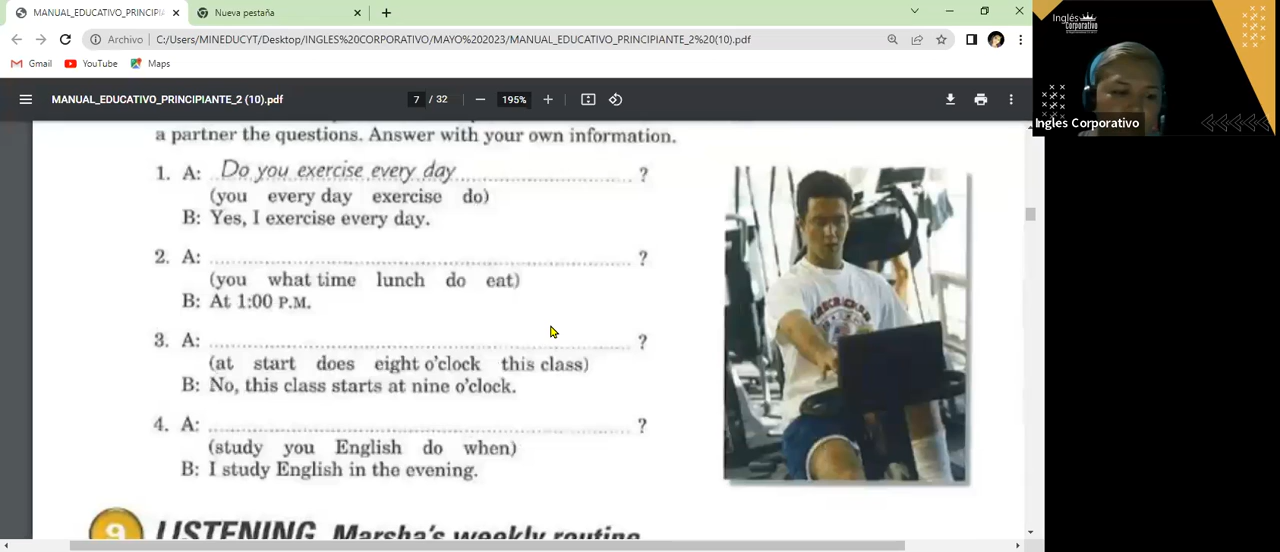 MANUAL_EDUCATIVO_PRINCIPIANTE_2
Nueva pestaña
Archivo
C:/Users/MINEDUCYT/Desktop/INGLES%20CORPORATIVO/MAYO%202023/MANUAL_EDUCATIVO_PRINCIPIANTE_2%20(10).pdf
Gmail YouTube Maps
MANUAL_EDUCATIVO_PRINCIPIANTE_2 (10).pdf
7 / 32
195%
Inglés
Corporativo
Inglés Corporativo
a partner the questions. Answer with your own information.
1. A: Do you exercise every day ?
(you every day exercise do)
B: Yes, I exercise every day.
2. A: ?
(you what time lunch do eat)
B: At 1:00 P.M.
3. A: ?
(at start does eight o'clock this class)
B: No, this class starts at nine o'clock.
4. A: ?
(study you English do when)
B: I study English in the evening.
9 LISTENING Marsha's weekly routine